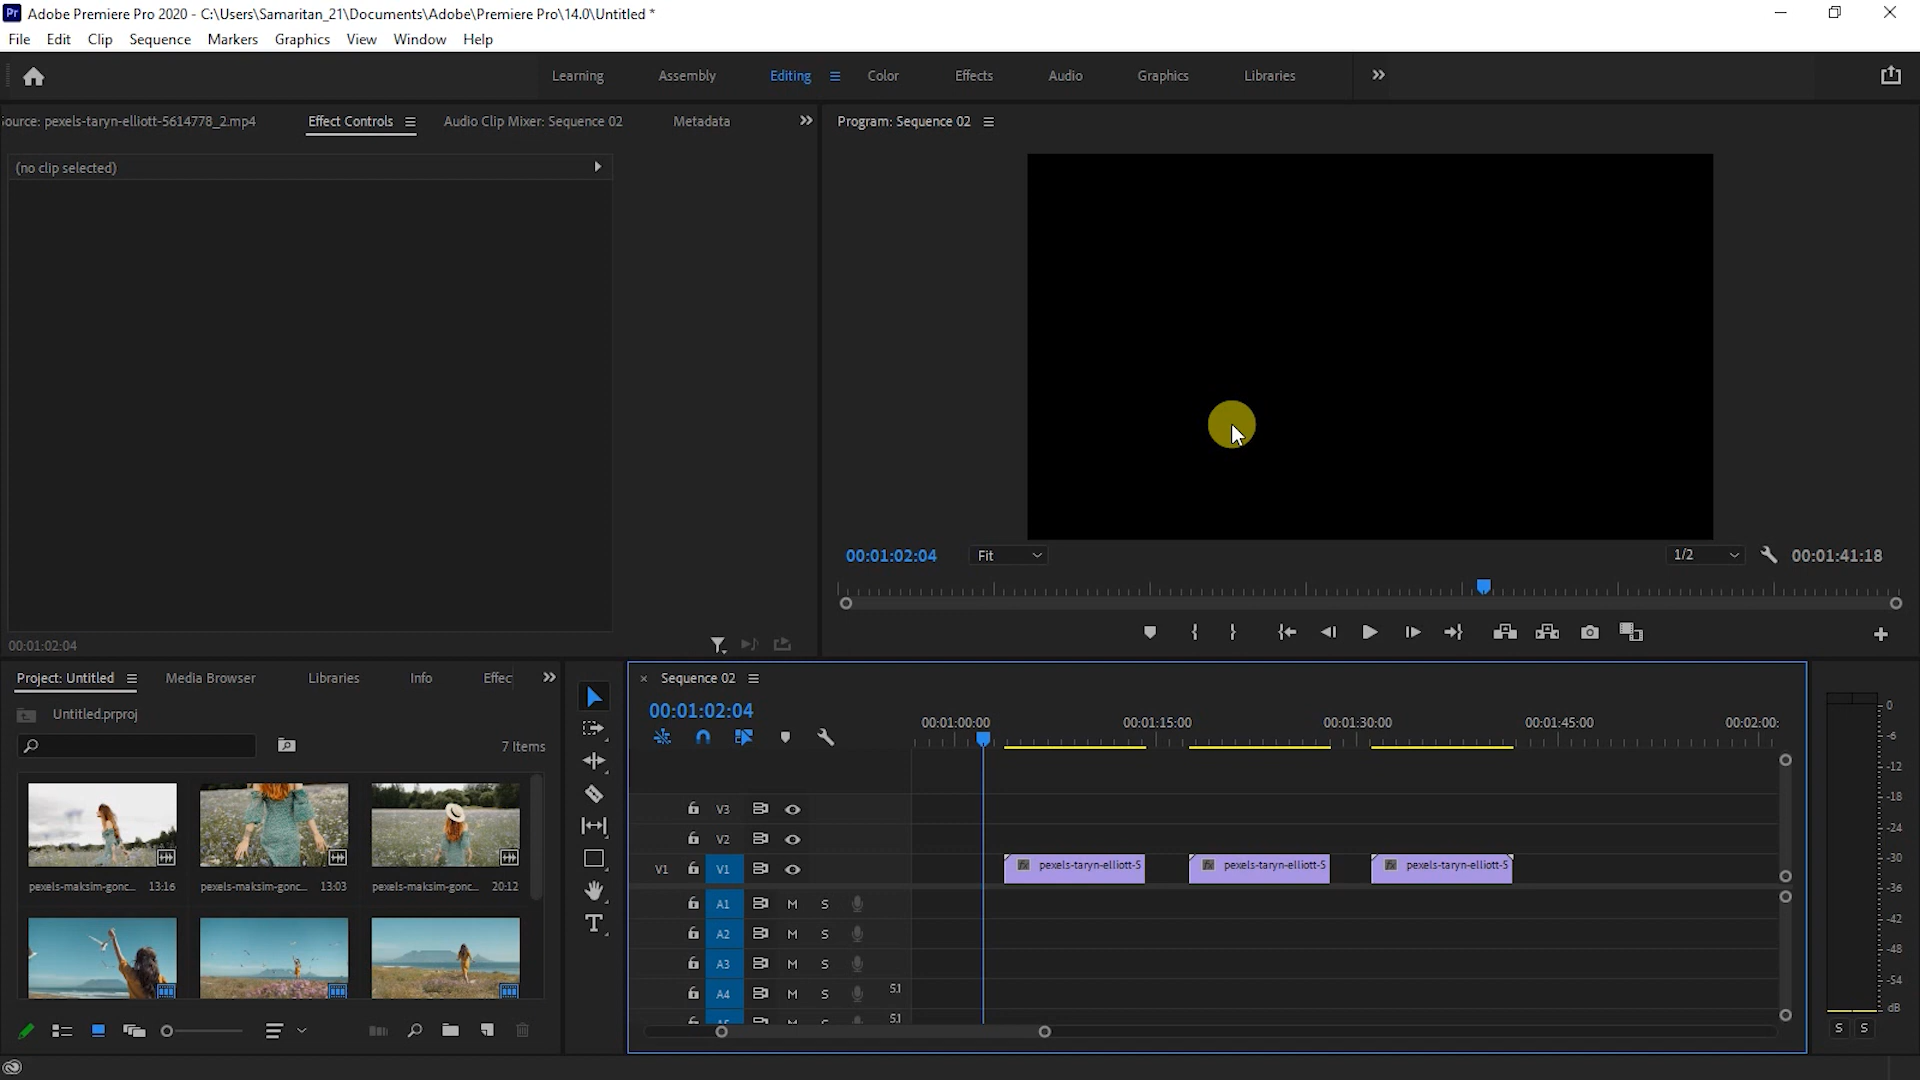 Pr Adobe Premiere Pro 2020 - C:\Users\Samaritan_21\Documents\Adobe\Premiere Pro\14.0\Untitled *
File Edit Clip Sequence Markers Graphics View Window Help
Learning Assembly Editing Color Effects Audio Graphics Libraries
ource: pexels-taryn-elliott-5614778_2.mp4 Effect Controls Audio Clip Mixer: Sequence 02 Metadata
Program: Sequence 02
(no clip selected)
00:01:02:04 Fit 1/2 00:01:41:18
00:01:02:04
Project: Untitled Media Browser Libraries Info Effec
Untitled.prproj
7 Items
pexels-maksim-gonc... 13:16
pexels-maksim-gonc... 13:03
pexels-maksim-gonc... 20:12
× Sequence 02
00:01:02:04
00:01:00:00 00:01:15:00 00:01:30:00 00:01:45:00 00:02:00:
V3
V2
V1 V1
fx pexels-taryn-elliott-5
fx pexels-taryn-elliott-5
fx pexels-taryn-elliott-5
A1 M S
A2 M S
A3 M S
A4 M S 5.1
5.1
0
-6
-12
-18
-24
-30
-36
-42
-48
-54
dB
S S